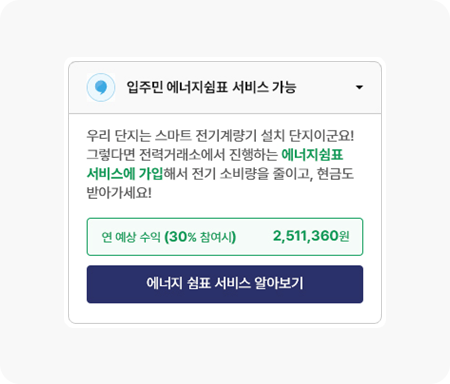 입주민 에너지쉼표 서비스 가능
우리 단지는 스마트 전기계량기 설치 단지이군요!
그렇다면 전력거래소에서 진행하는 에너지쉼표
서비스에 가입해서 전기 소비량을 줄이고, 현금도
받아가세요!
연 예상 수익 (30% 참여시) 2,511,360원
에너지 쉼표 서비스 알아보기